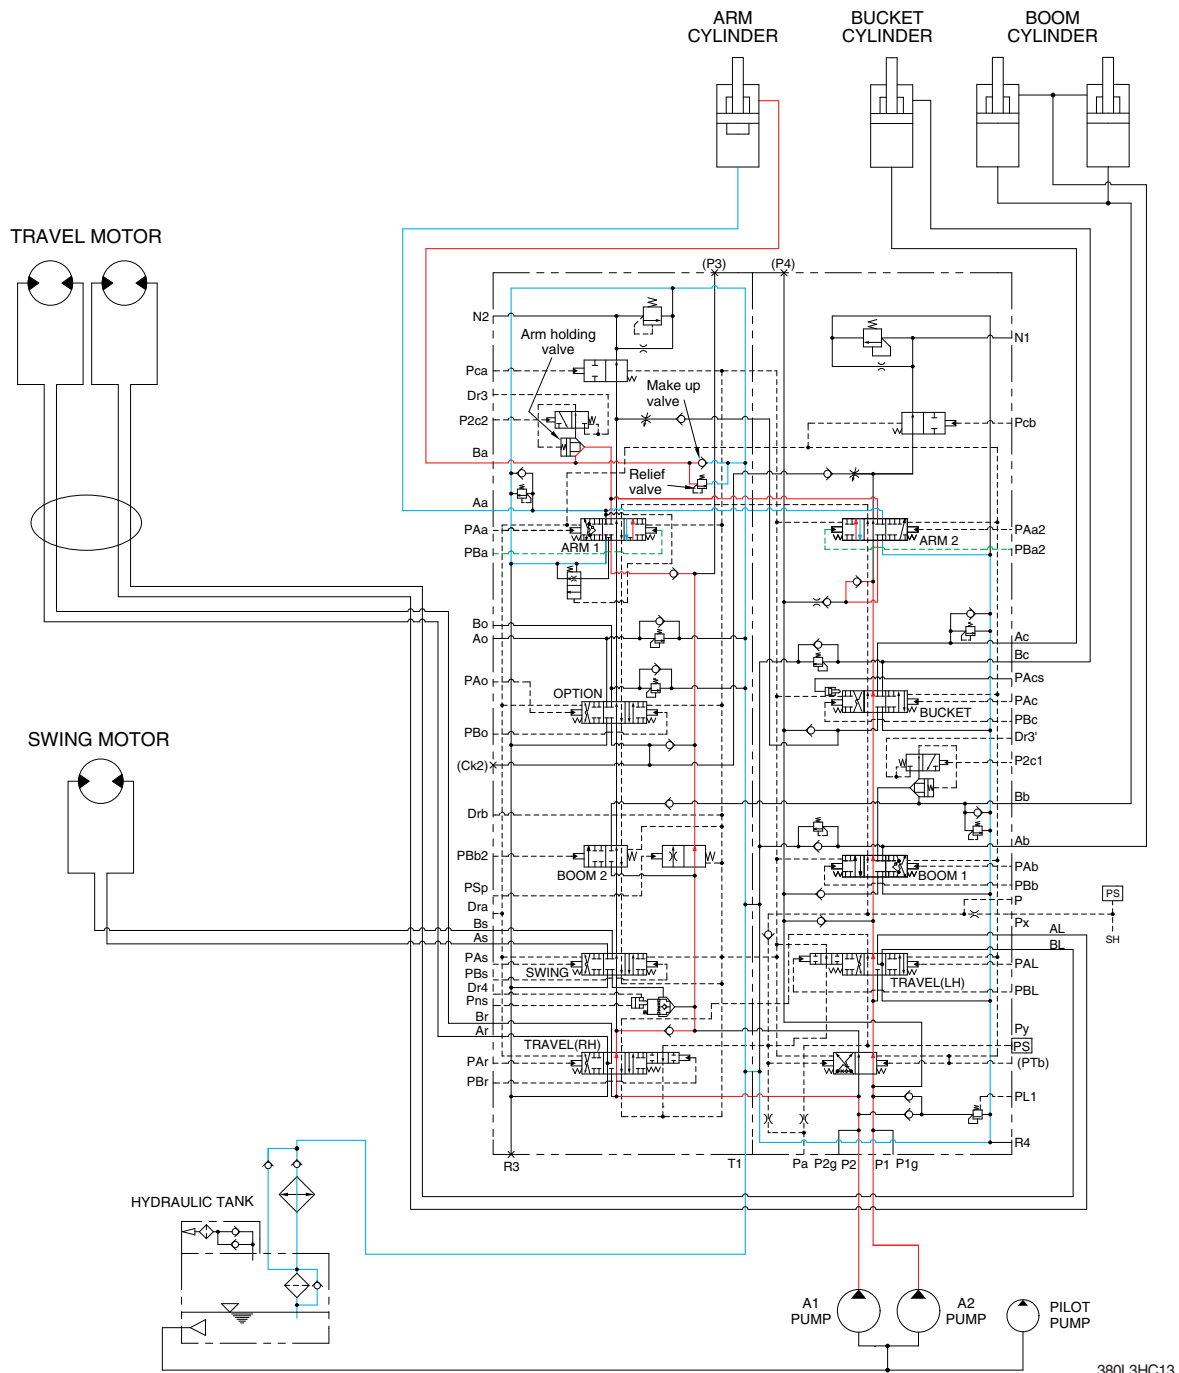 ARM
CYLINDER
BUCKET
CYLINDER
BOOM
CYLINDER
TRAVEL MOTOR
(P3)
(P4)
N2
N1
Arm holding
valve
Pca
Make up
valve
Dr3
P2c2
Pcb
Ba
Relief
valve
Aa
PAa
ARM 1
ARM 2
PAa2
PBa
PBa2
Bo
Ao
Ac
Bc
PAo
OPTION
PAcs
PAc
BUCKET
PBc
PBo
Dr3'
SWING MOTOR
(Ck2)
P2c1
Bb
Drb
Ab
PBb2
BOOM 2
BOOM 1
PAb
PSp
PBb
PS
Dra
P
Bs
Px
AL
SH
As
BL
PAs
SWING
PAL
PBs
TRAVEL(LH)
Dr4
PBL
Pns
Br
Ar
Py
TRAVEL(RH)
PS
PAr
(PTb)
PBr
PL1
R4
R3
T1
Pa
P2g
P2
P1
P1g
HYDRAULIC TANK
A1
PUMP
A2
PUMP
PILOT
PUMP
380L3HC13